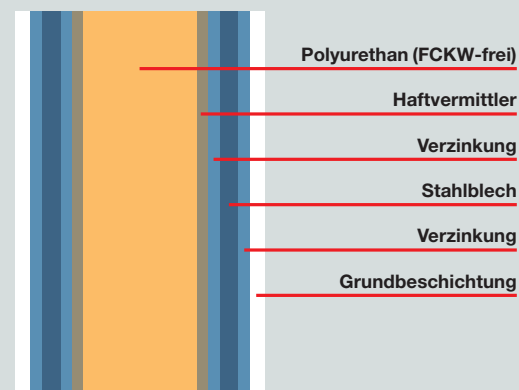 Polyurethan (FCKW-frei)
Haftvermittler
Verzinkung
Stahlblech
Verzinkung
Grundbeschichtung